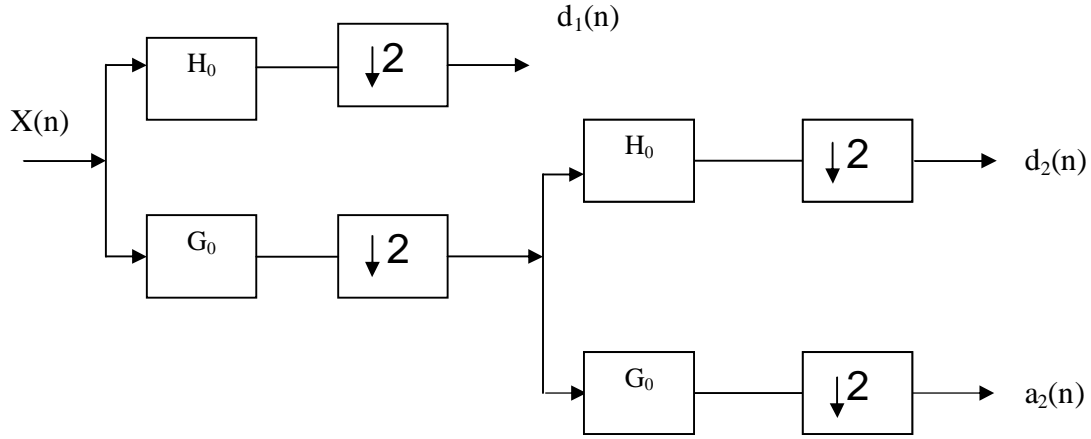 d₁(n)
H₀
↓2
X(n)
H₀
↓2
d₂(n)
G₀
↓2
G₀
↓2
a₂(n)